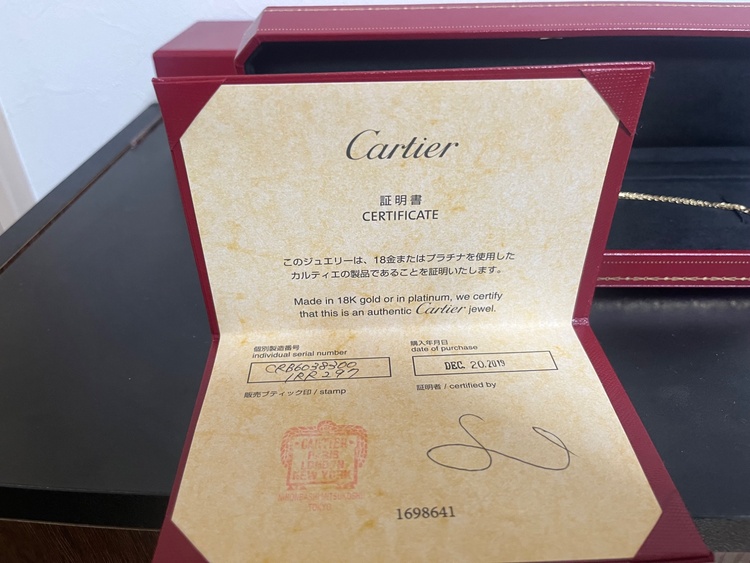 Cartier
証明書
CERTIFICATE
このジュエリーは、18金またはプラチナを使用した
カルティエの製品であることを証明いたします。
Made in 18K gold or in platinum, we certify
that this is an authentic Cartier jewel.
個別製造番号
individual serial number
CRB6038300
1RR297
購入年月日
date of purchase
DEC. 20.2019
販売ブティック印 / stamp
証明者 / certified by
CARTIER
PARIS
LONDON
NEW YORK
TOKYO
1698641